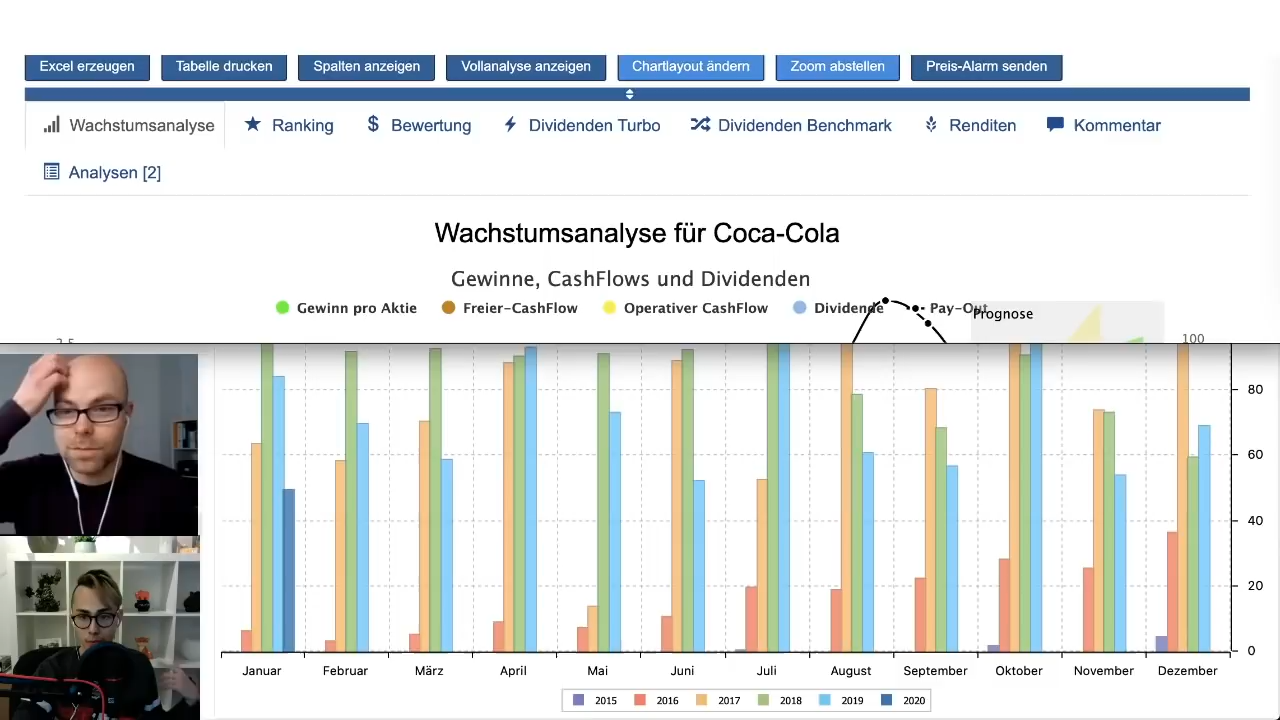 Excel erzeugen Tabelle drucken Spalten anzeigen Vollanalyse anzeigen Chartlayout ändern Zoom abstellen Preis-Alarm senden
Wachstumsanalyse Ranking $ Bewertung Dividenden Turbo Dividenden Benchmark Renditen Kommentar
Analysen [2]
Wachstumsanalyse für Coca-Cola
Gewinne, CashFlows und Dividenden
Gewinn pro Aktie Freier-CashFlow Operativer CashFlow Dividende Pay-Out
Prognose
100
80
60
40
20
0
Januar Februar März April Mai Juni Juli August September Oktober November Dezember
2015 2016 2017 2018 2019 2020